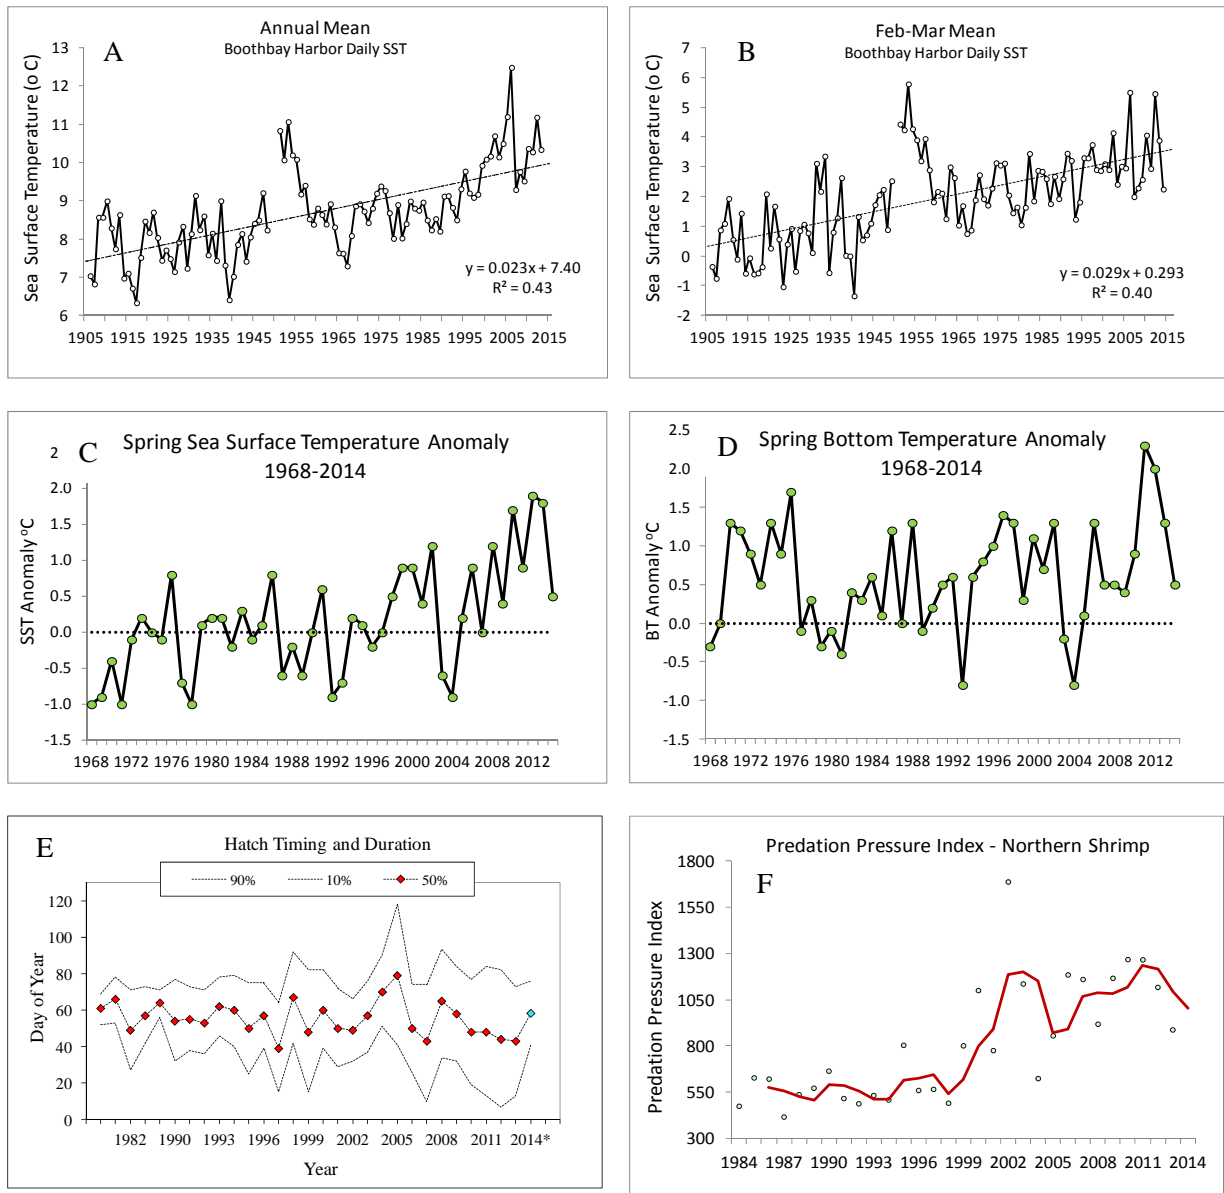 A
Annual Mean
Boothbay Harbor Daily SST
Sea Surface Temperature (o C)
13
12
11
10
9
8
7
6
y = 0.023x + 7.40
R² = 0.43
1905 1915 1925 1935 1945 1955 1965 1975 1985 1995 2005 2015
B
Feb-Mar Mean
Boothbay Harbor Daily SST
Sea Surface Temperature (o C)
7
6
5
4
3
2
1
0
-1
-2
y = 0.029x + 0.293
R² = 0.40
1905 1915 1925 1935 1945 1955 1965 1975 1985 1995 2005 2015
C
Spring Sea Surface Temperature Anomaly
1968-2014
SST Anomaly ºC
2
2.0
1.5
1.0
0.5
0.0
-0.5
-1.0
-1.5
1968 1972 1976 1980 1984 1988 1992 1996 2000 2004 2008 2012
D
Spring Bottom Temperature Anomaly
1968-2014
BT Anomaly ºC
2.5
2.0
1.5
1.0
0.5
0.0
-0.5
-1.0
-1.5
1968 1972 1976 1980 1984 1988 1992 1996 2000 2004 2008 2012
E
Hatch Timing and Duration
90% 10% 50%
Day of Year
120
100
80
60
40
20
0
1982 1990 1993 1996 1999 2002 2005 2008 2011 2014*
Year
F
Predation Pressure Index - Northern Shrimp
Predation Pressure Index
1800
1550
1300
1050
800
550
300
1984 1987 1990 1993 1996 1999 2002 2005 2008 2011 2014